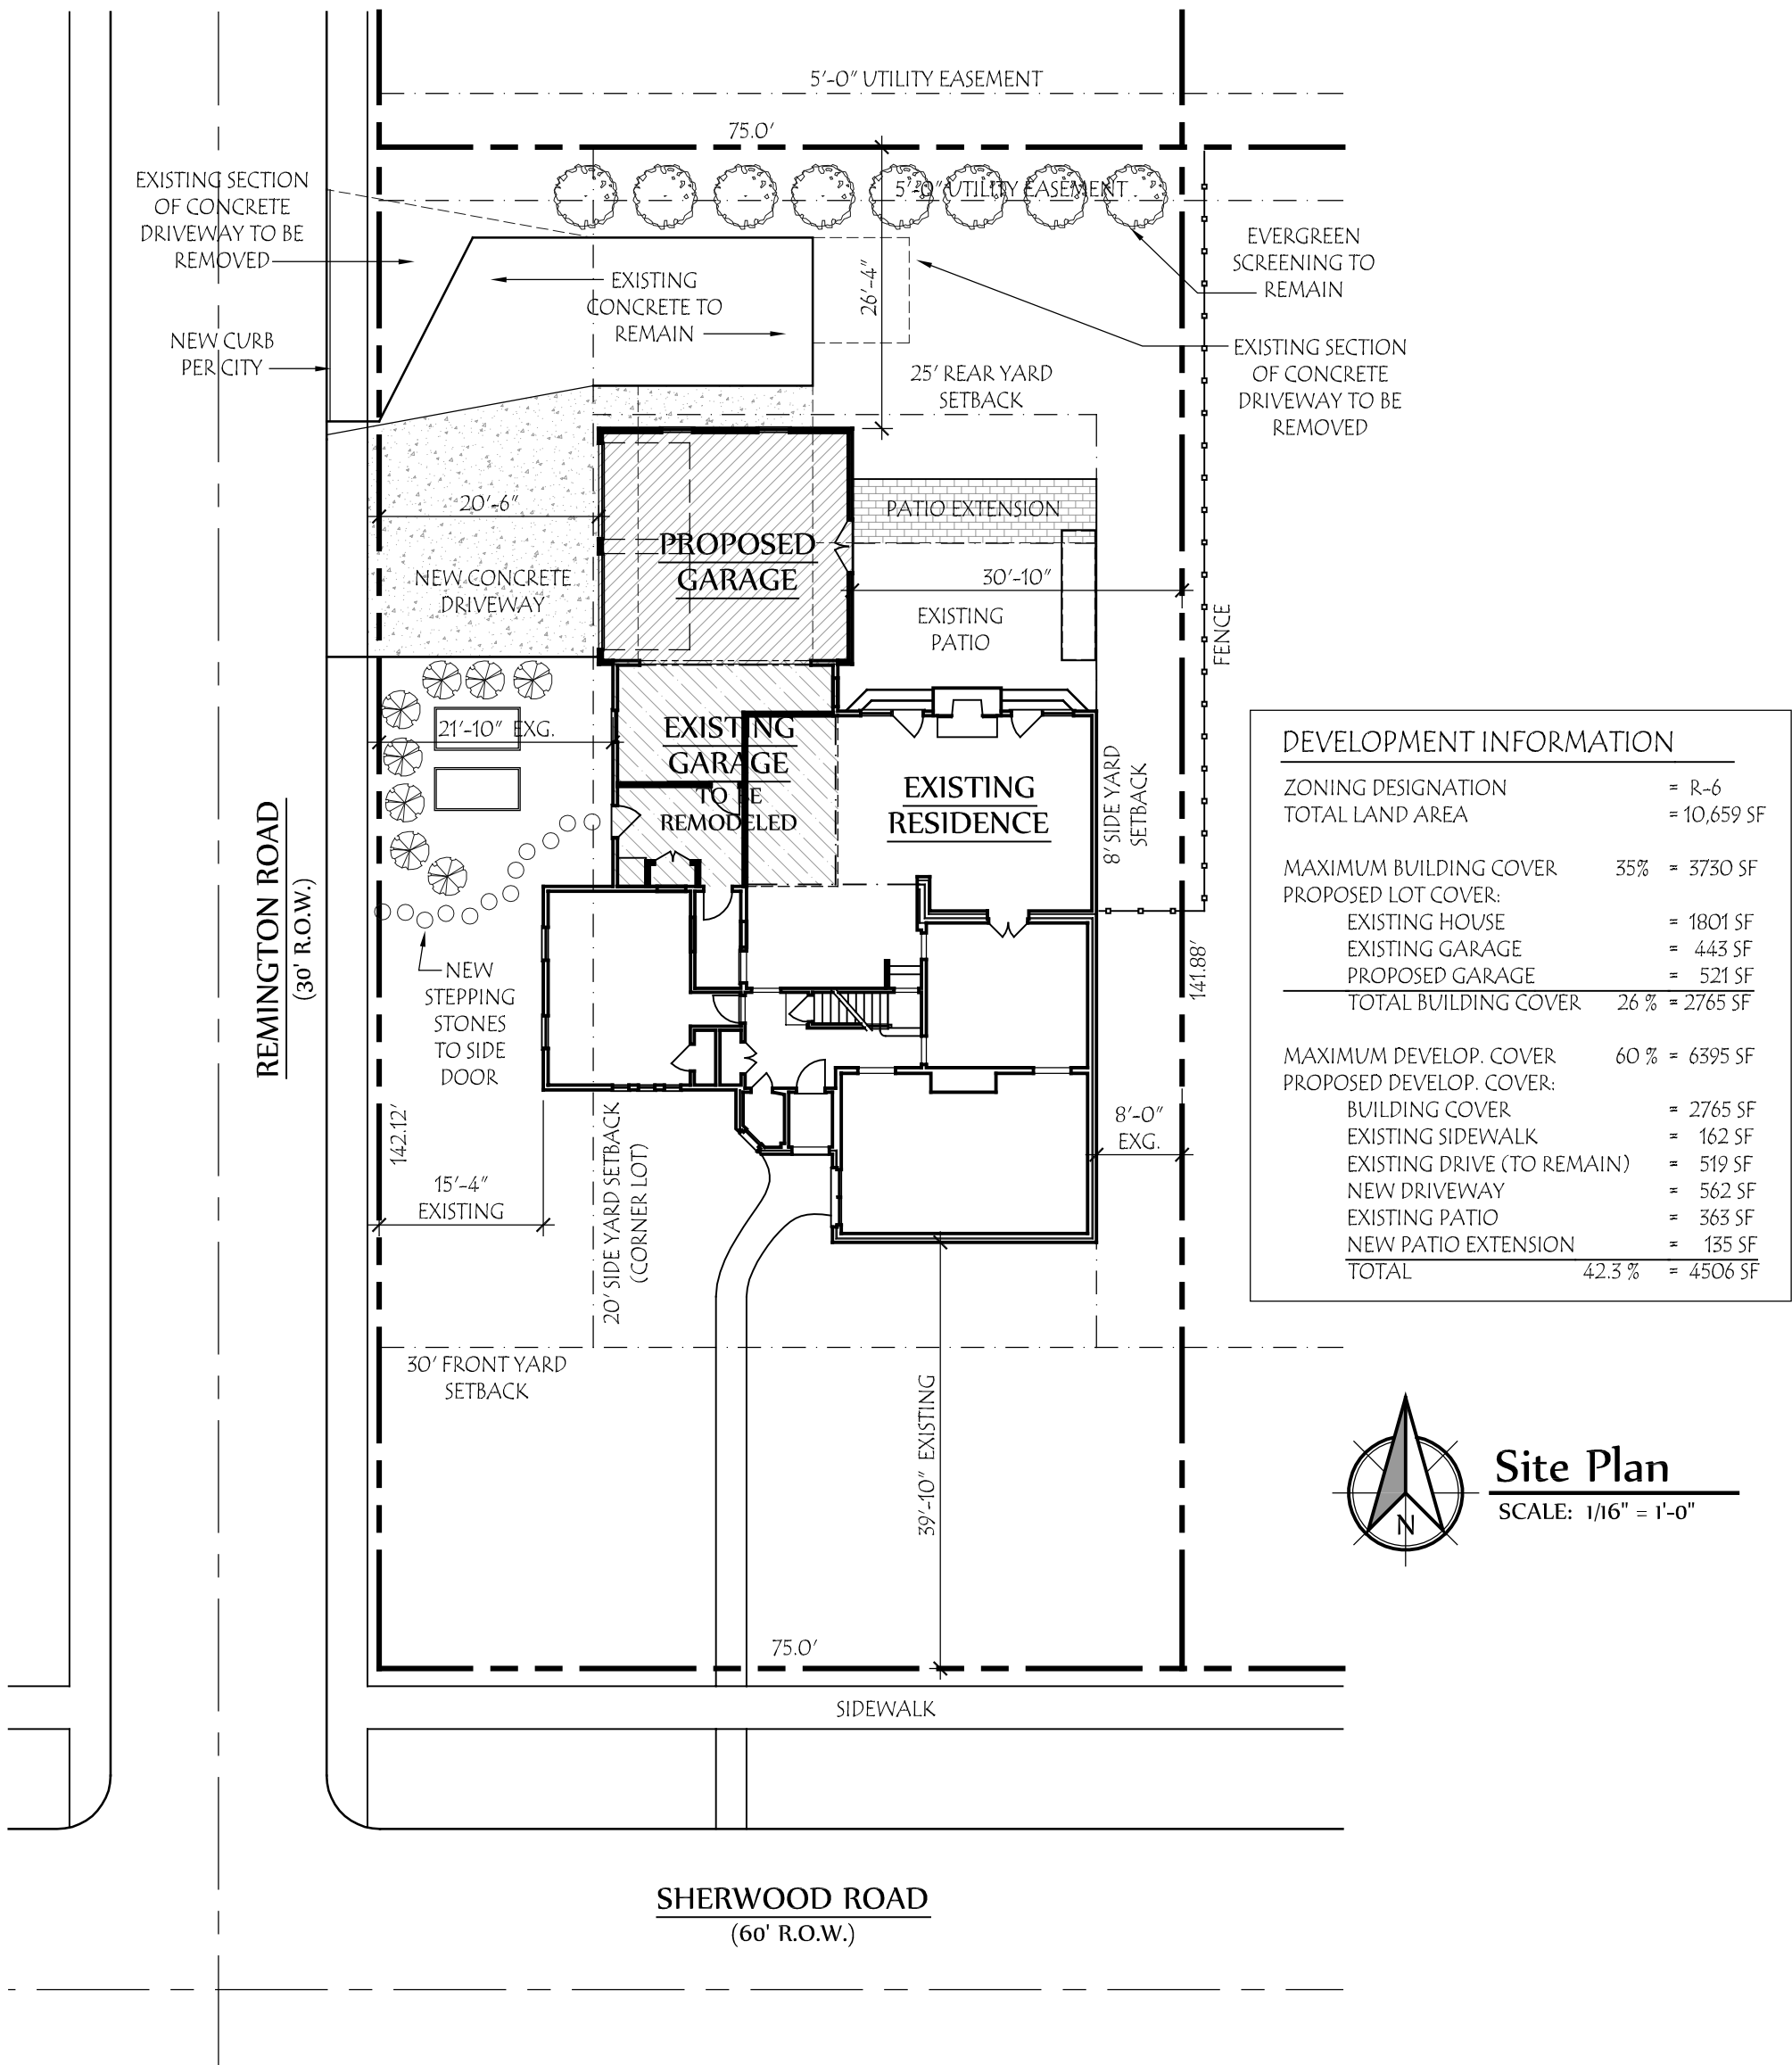 5'-0" UTILITY EASEMENT
75.0'
EXISTING SECTION
OF CONCRETE
DRIVEWAY TO BE
REMOVED
5'-0" UTILITY EASEMENT
EVERGREEN
SCREENING TO
REMAIN
EXISTING
CONCRETE TO
REMAIN
26'-4"
NEW CURB
PER CITY
EXISTING SECTION
OF CONCRETE
DRIVEWAY TO BE
REMOVED
25' REAR YARD
SETBACK
20'-6"
PATIO EXTENSION
PROPOSED
GARAGE
NEW CONCRETE
DRIVEWAY
30'-10"
EXISTING
PATIO
FENCE
21'-10" EXG.
EXISTING
GARAGE
TO BE
REMODELED
EXISTING
RESIDENCE
8' SIDE YARD
SETBACK
REMINGTON ROAD
(30' R.O.W.)
NEW
STEPPING
STONES
TO SIDE
DOOR
141.88'
142.12'
15'-4"
EXISTING
20' SIDE YARD SETBACK
(CORNER LOT)
8'-0"
EXG.
30' FRONT YARD
SETBACK
39'-10" EXISTING
75.0'
SIDEWALK
SHERWOOD ROAD
(60' R.O.W.)
DEVELOPMENT INFORMATION
ZONING DESIGNATION = R-6
TOTAL LAND AREA = 10,659 SF
MAXIMUM BUILDING COVER 35% = 3730 SF
PROPOSED LOT COVER:
EXISTING HOUSE = 1801 SF
EXISTING GARAGE = 443 SF
PROPOSED GARAGE = 521 SF
TOTAL BUILDING COVER 26 % = 2765 SF
MAXIMUM DEVELOP. COVER 60 % = 6395 SF
PROPOSED DEVELOP. COVER:
BUILDING COVER = 2765 SF
EXISTING SIDEWALK = 162 SF
EXISTING DRIVE (TO REMAIN) = 519 SF
NEW DRIVEWAY = 562 SF
EXISTING PATIO = 363 SF
NEW PATIO EXTENSION = 135 SF
TOTAL 42.3 % = 4506 SF
N
Site Plan
SCALE: 1/16" = 1'-0"